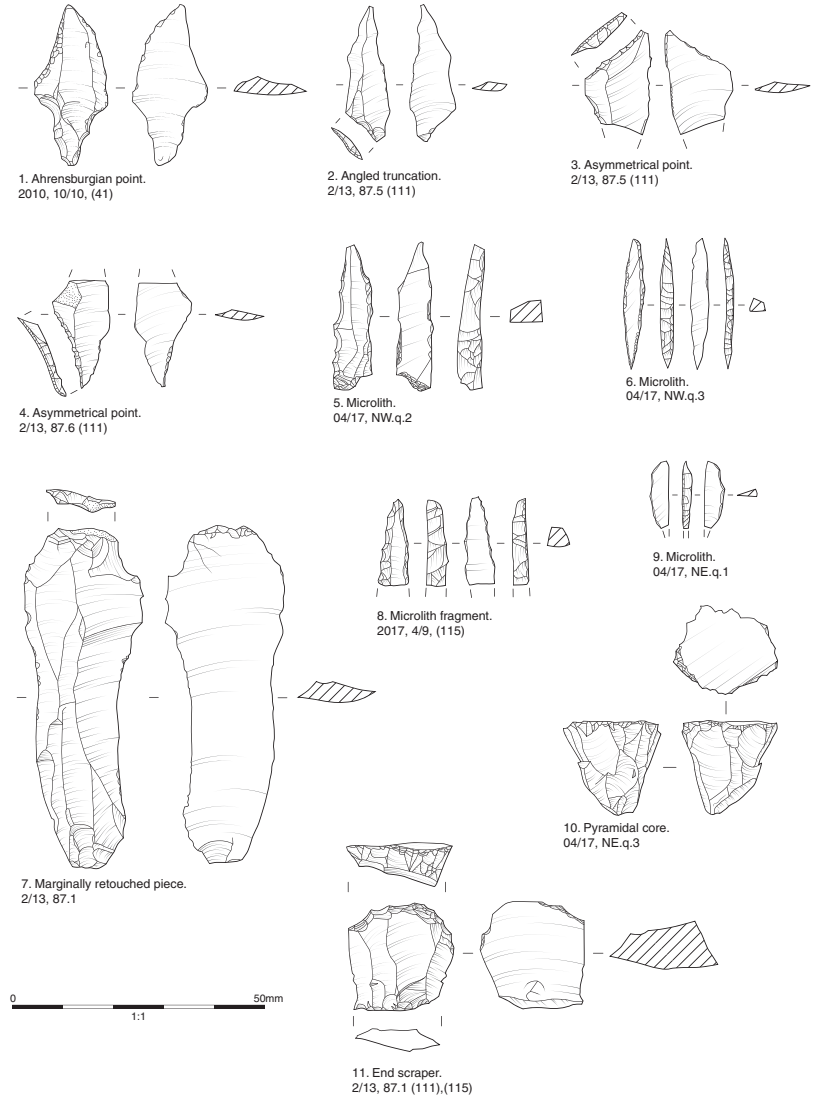 1. Ahrensburgian point.
2010, 10/10, (41)
2. Angled truncation.
2/13, 87.5 (111)
3. Asymmetrical point.
2/13, 87.5 (111)
4. Asymmetrical point.
2/13, 87.6 (111)
5. Microlith.
04/17, NW.q.2
6. Microlith.
04/17, NW.q.3
7. Marginally retouched piece.
2/13, 87.1
8. Microlith fragment.
2017, 4/9, (115)
9. Microlith.
04/17, NE.q.1
10. Pyramidal core.
04/17, NE.q.3
0 50mm
1:1
11. End scraper.
2/13, 87.1 (111),(115)